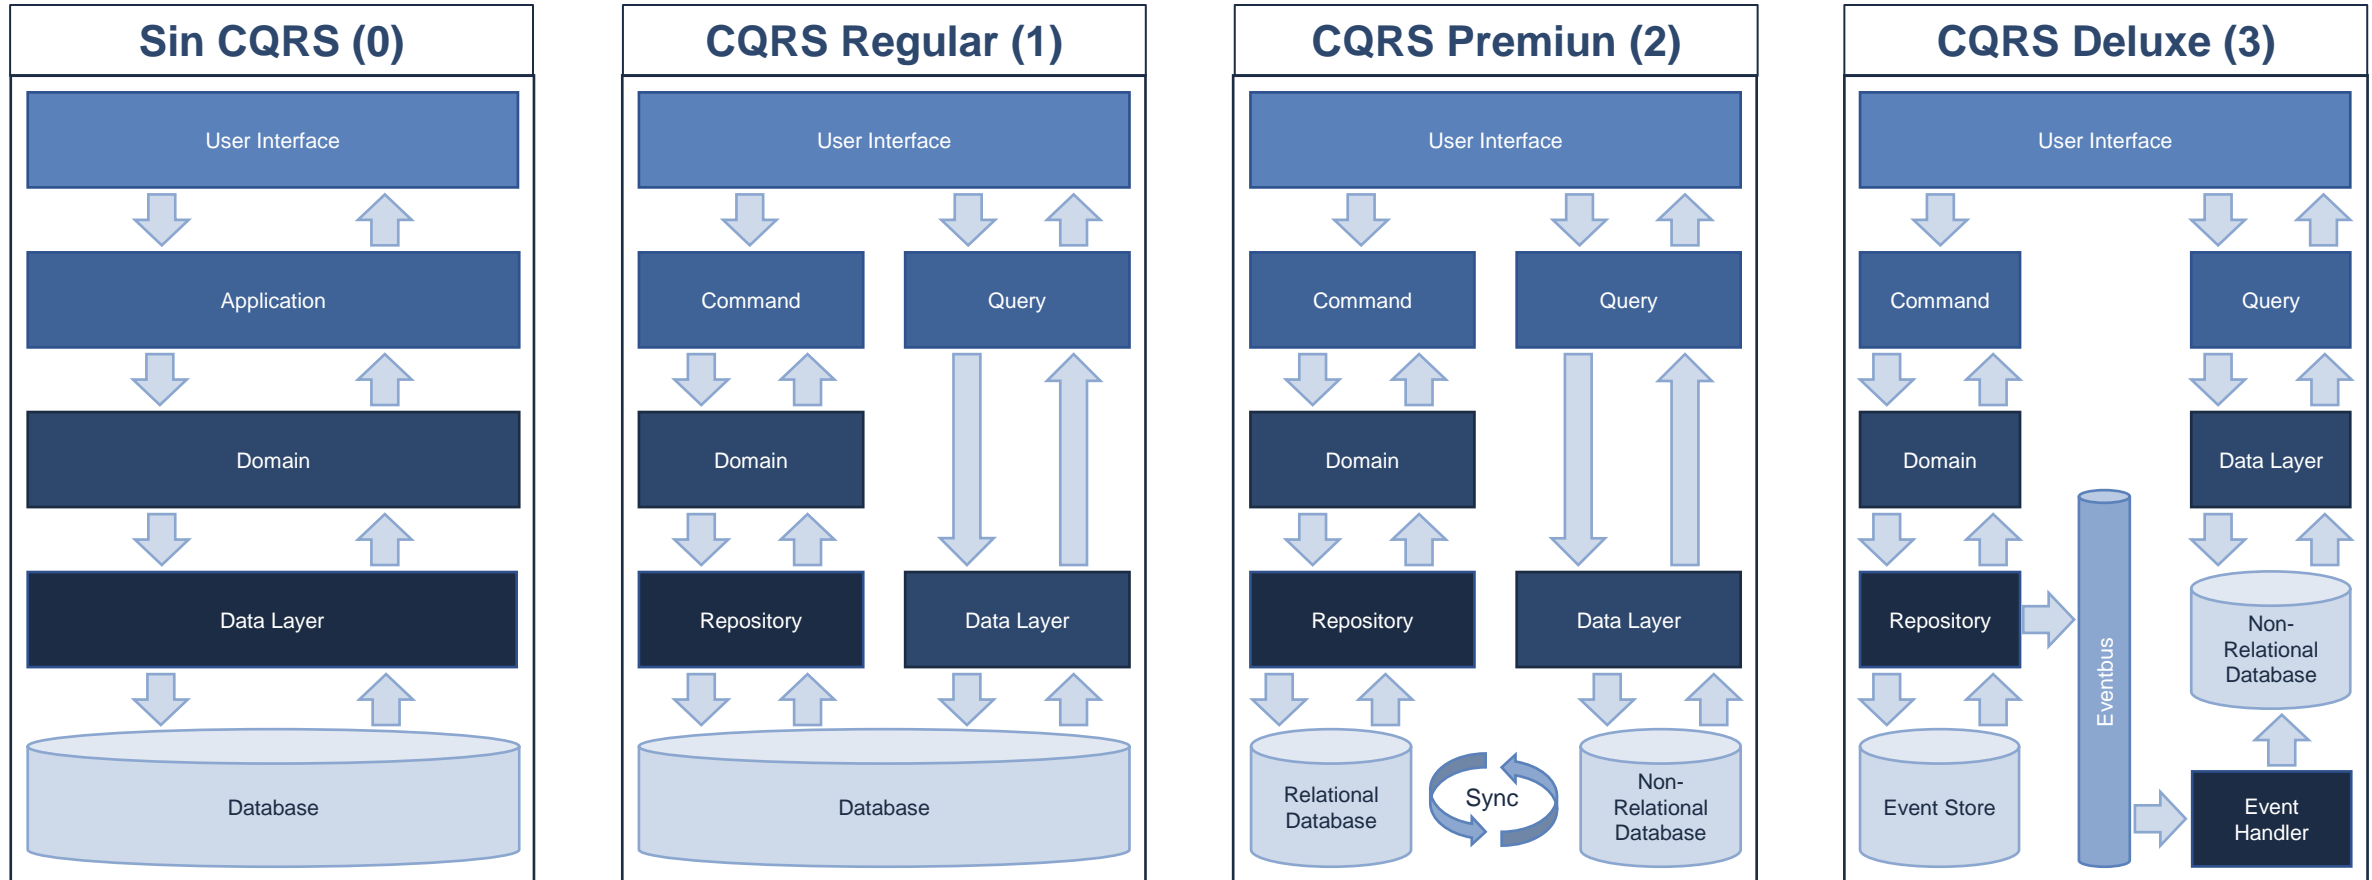 Sin CQRS (0)
User Interface
Application
Domain
Data Layer
Database
CQRS Regular (1)
User Interface
Command
Query
Domain
Repository
Data Layer
Database
CQRS Premiun (2)
User Interface
Command
Query
Domain
Repository
Data Layer
Relational
Database
Sync
Non-
Relational
Database
CQRS Deluxe (3)
User Interface
Command
Query
Domain
Data Layer
Repository
Eventbus
Non-
Relational
Database
Event Store
Event
Handler